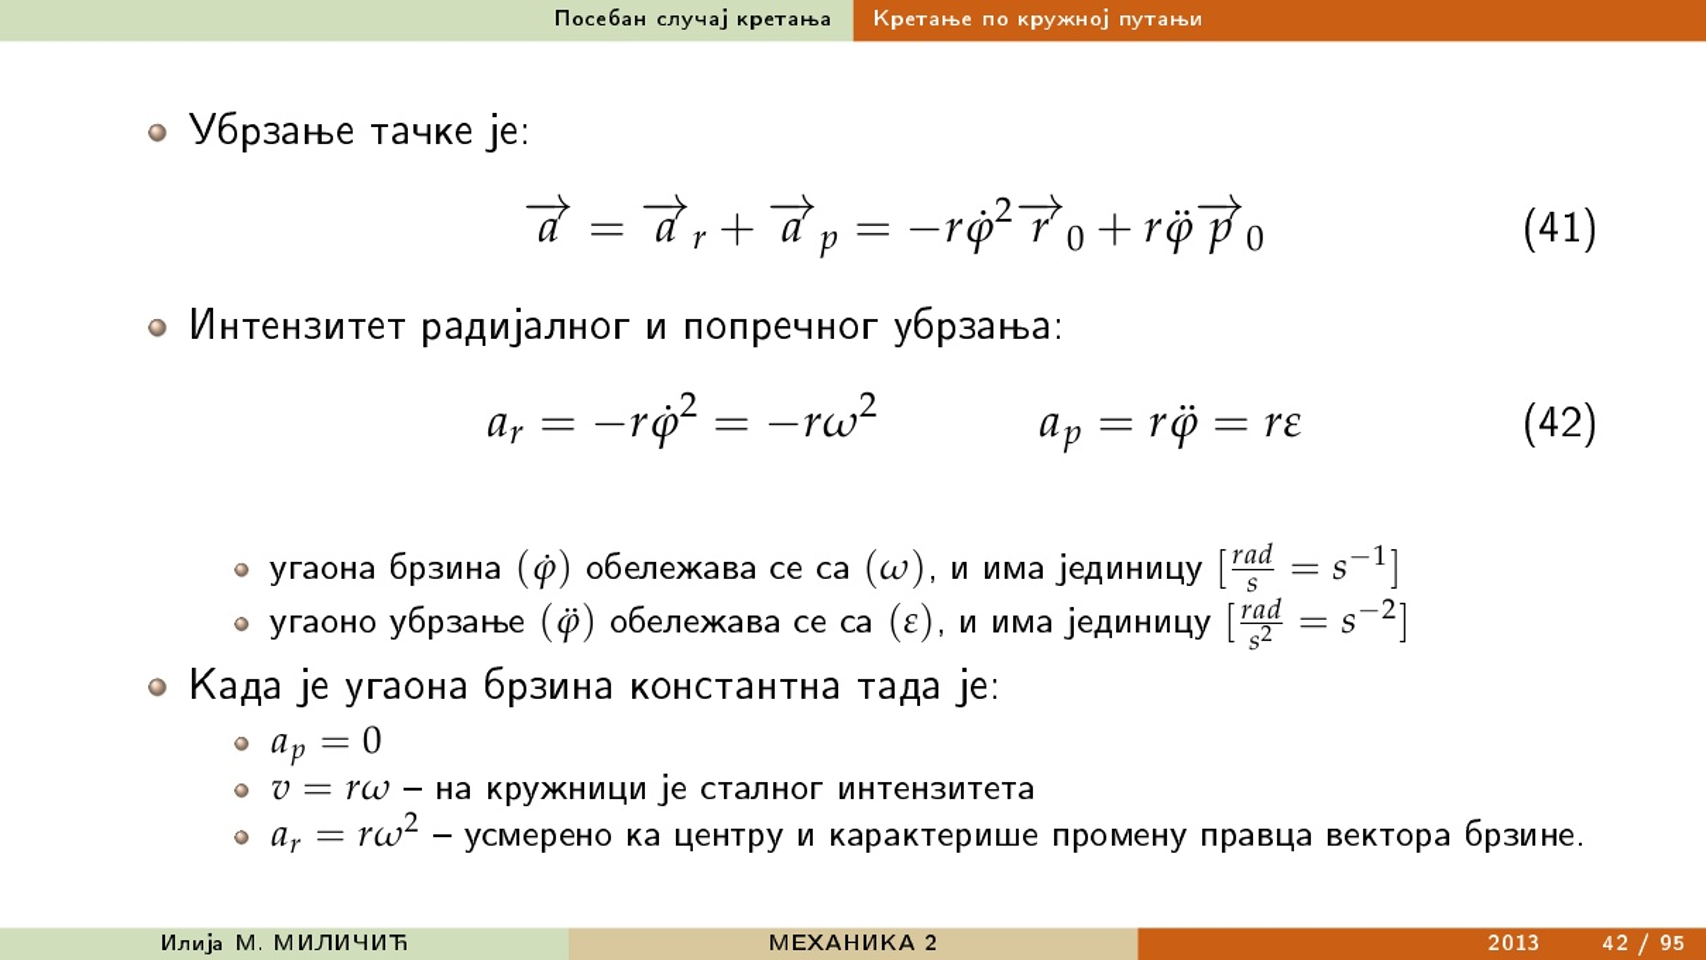 Посебан случај кретања Кретање по кружној путањи
Убрзање тачке је:
$\overrightarrow{a} = \overrightarrow{a}_r + \overrightarrow{a}_p = -r\dot{\varphi}^2 \overrightarrow{r}_0 + r\ddot{\varphi} \overrightarrow{p}_0$ (41)
Интензитет радијалног и попречног убрзања:
$a_r = -r\dot{\varphi}^2 = -r\omega^2$ $a_p = r\ddot{\varphi} = r\varepsilon$ (42)
угаона брзина $(\dot{\varphi})$ обележава се са $(\omega)$, и има јединицу $[\frac{rad}{s} = s^{-1}]$
угаоно убрзање $(\ddot{\varphi})$ обележава се са $(\varepsilon)$, и има јединицу $[\frac{rad}{s^2} = s^{-2}]$
Када је угаона брзина константна тада је:
$a_p = 0$
$v = r\omega$ – на кружници је сталног интензитета
$a_r = r\omega^2$ – усмерено ка центру и карактерише промену правца вектора брзине.
Илија М. МИЛИЧИЋ МЕХАНИКА 2 2013 42 / 95